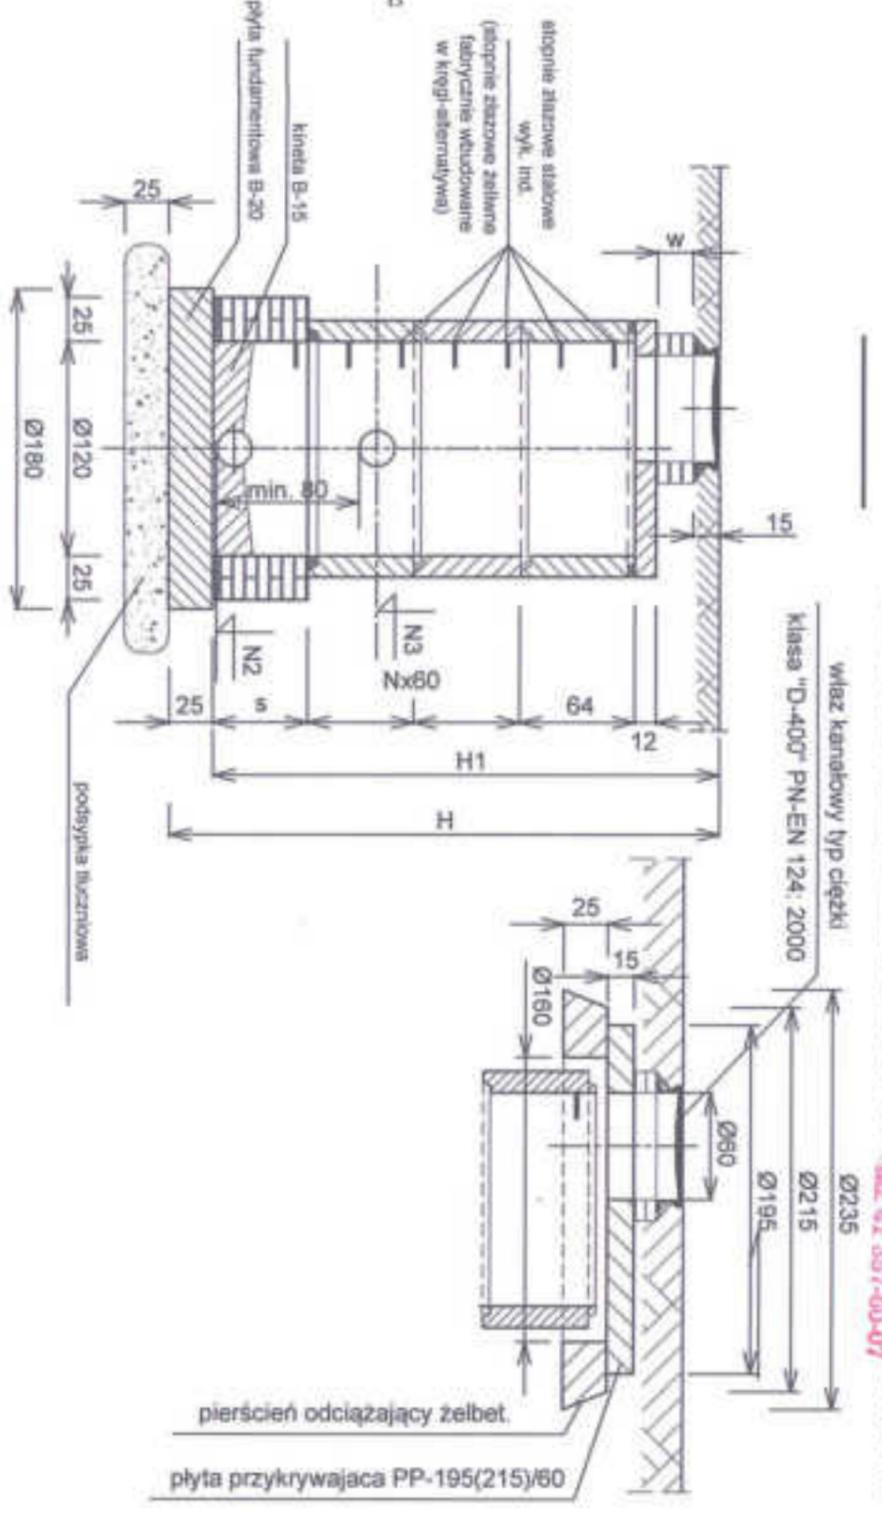 stopnie złazowe stalowe
wyk. ind.
(stopnie złazowe żeliwne
fabrycznie wbudowane
w kręgi-alternatywa)
kineta B-15
płyta fundamentowa B-20
25
25
Ø120
25
Ø180
min. 80
w
15
N3
N2
Nx60
25
s
64
12
H1
H
podsypka tłuczniowa
właz kanałowy typ ciężki
klasa "D-400" PN-EN 124: 2000
25
15
Ø160
Ø60
Ø195
Ø215
Ø235
pierścień odciążający żelbet.
płyta przykrywajaca PP-195(215)/60